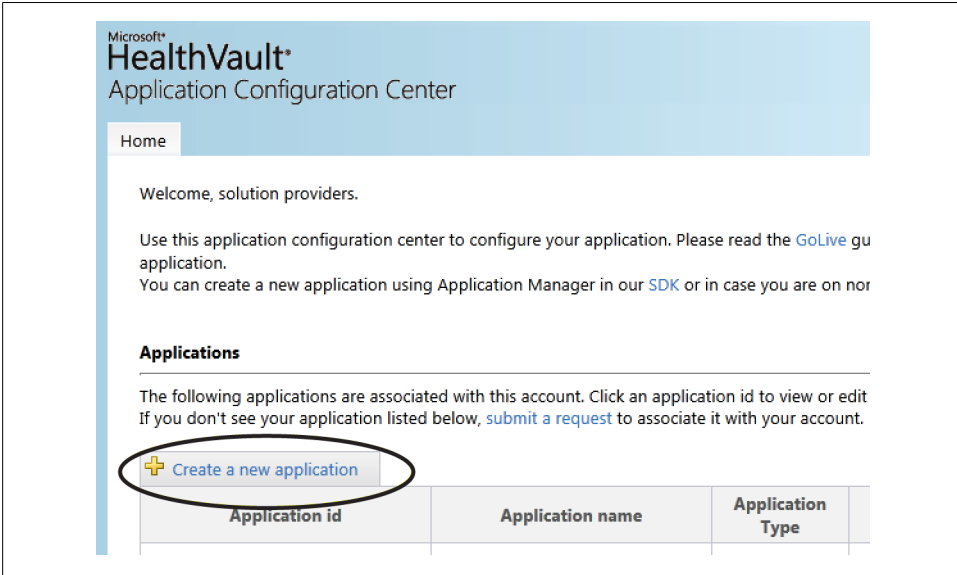 Microsoft®
HealthVault®
Application Configuration Center
Home
Welcome, solution providers.
Use this application configuration center to configure your application. Please read the GoLive gu
application.
You can create a new application using Application Manager in our SDK or in case you are on nor
Applications
The following applications are associated with this account. Click an application id to view or edit
If you don't see your application listed below, submit a request to associate it with your account.
Create a new application
Application id Application name Application Type